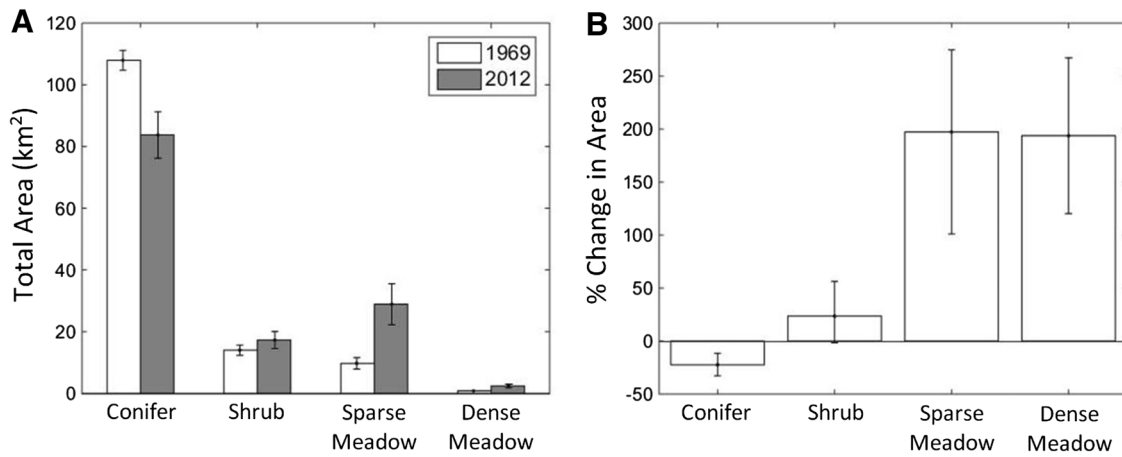 A
Total Area (km²)
120
100
80
60
40
20
0
1969
2012
Conifer
Shrub
Sparse
Meadow
Dense
Meadow
B
% Change in Area
300
250
200
150
100
50
0
-50
Conifer
Shrub
Sparse
Meadow
Dense
Meadow